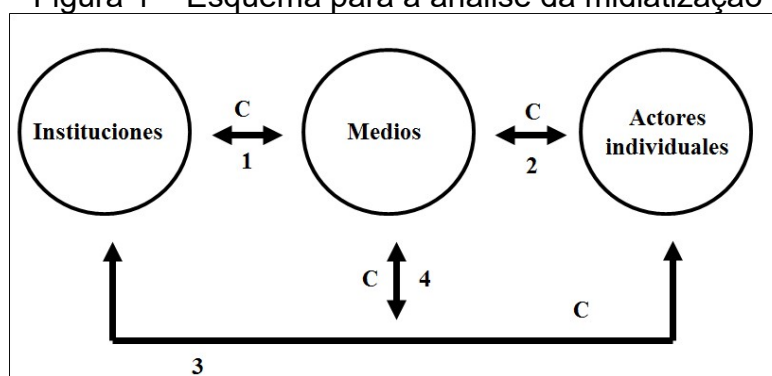 Figura 1 – Esquema para a análise da midiatização
C
C
Instituciones
Medios
Actores
individuales
1
2
C
4
C
3